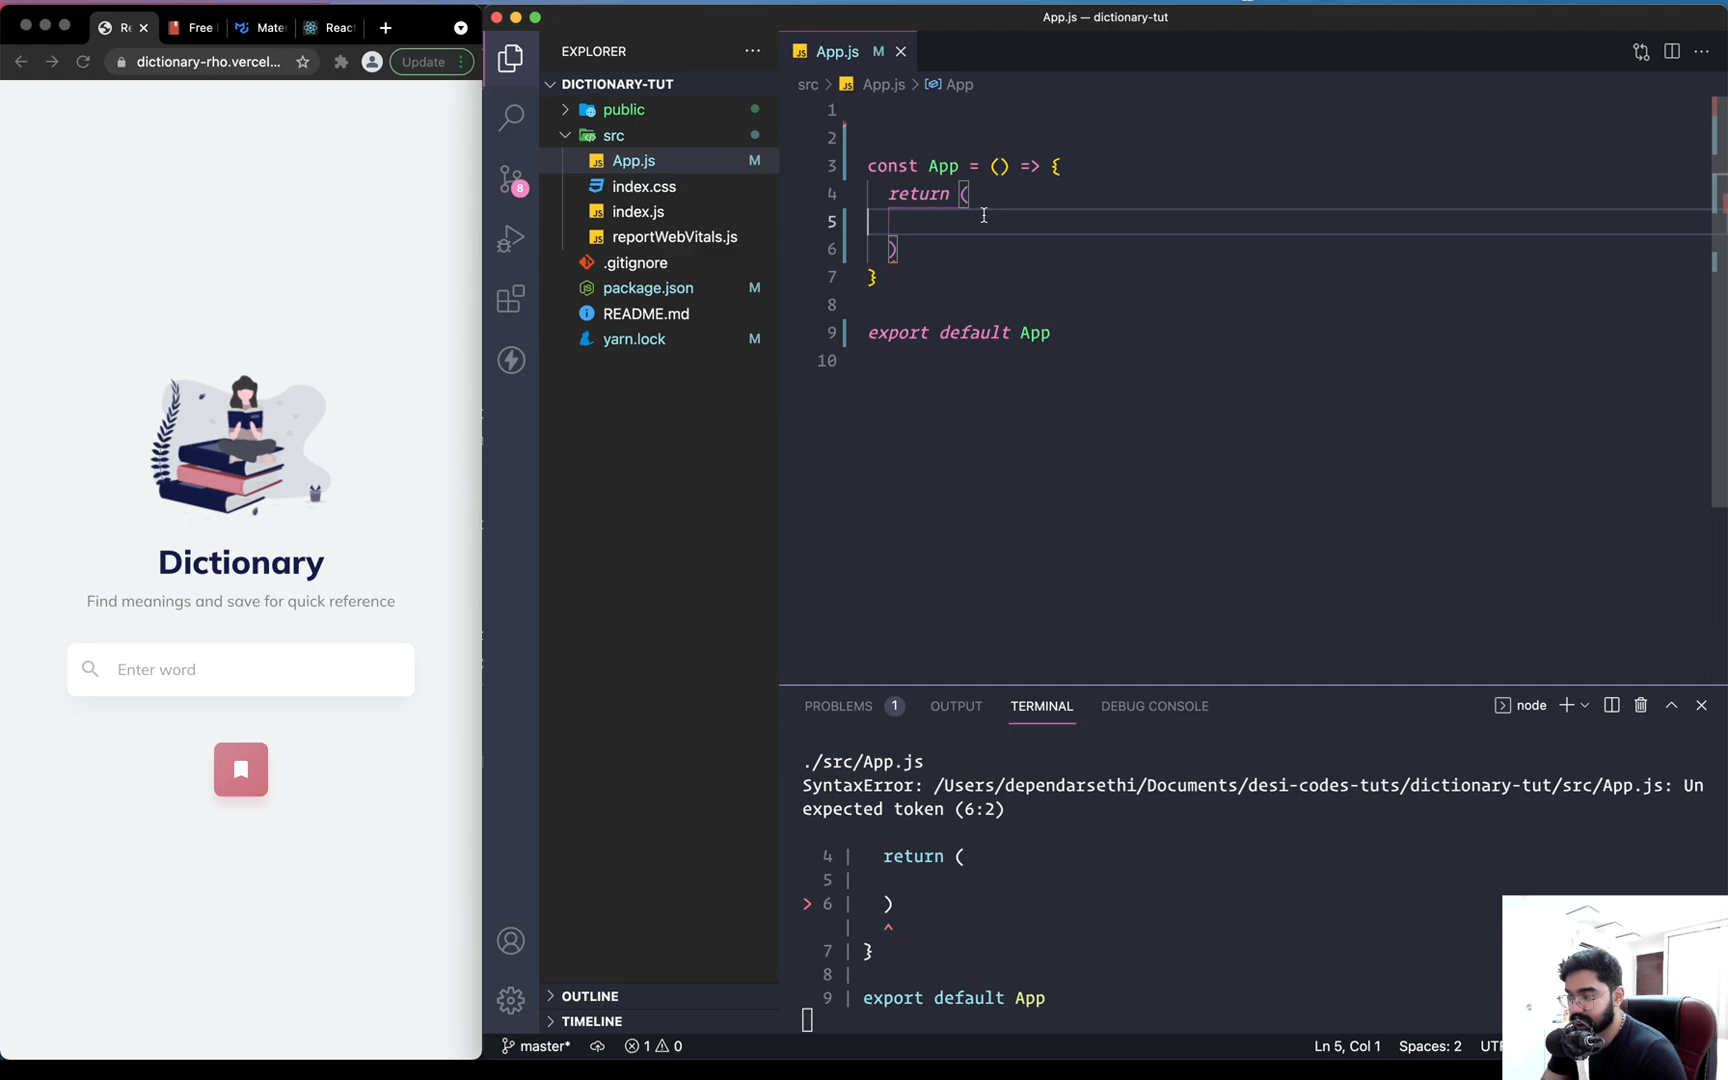 Re
Free
Mater
React
dictionary-rho.vercel...
Update
Dictionary
Find meanings and save for quick reference
Enter word
App.js — dictionary-tut
EXPLORER
DICTIONARY-TUT
public
src
App.js M
index.css
index.js
reportWebVitals.js
.gitignore
package.json M
README.md
yarn.lock M
8
OUTLINE
TIMELINE
App.js M
src > App.js > App
1
2
3 const App = () => {
4 return (
5
6 )
7 }
8
9 export default App
10
PROBLEMS 1 OUTPUT TERMINAL DEBUG CONSOLE
node
./src/App.js
SyntaxError: /Users/dependarsethi/Documents/desi-codes-tuts/dictionary-tut/src/App.js: Un
expected token (6:2)
4 | return (
5 |
> 6 | )
| ^
7 | }
8 |
9 | export default App
master* 1 0 Ln 5, Col 1 Spaces: 2 UTF